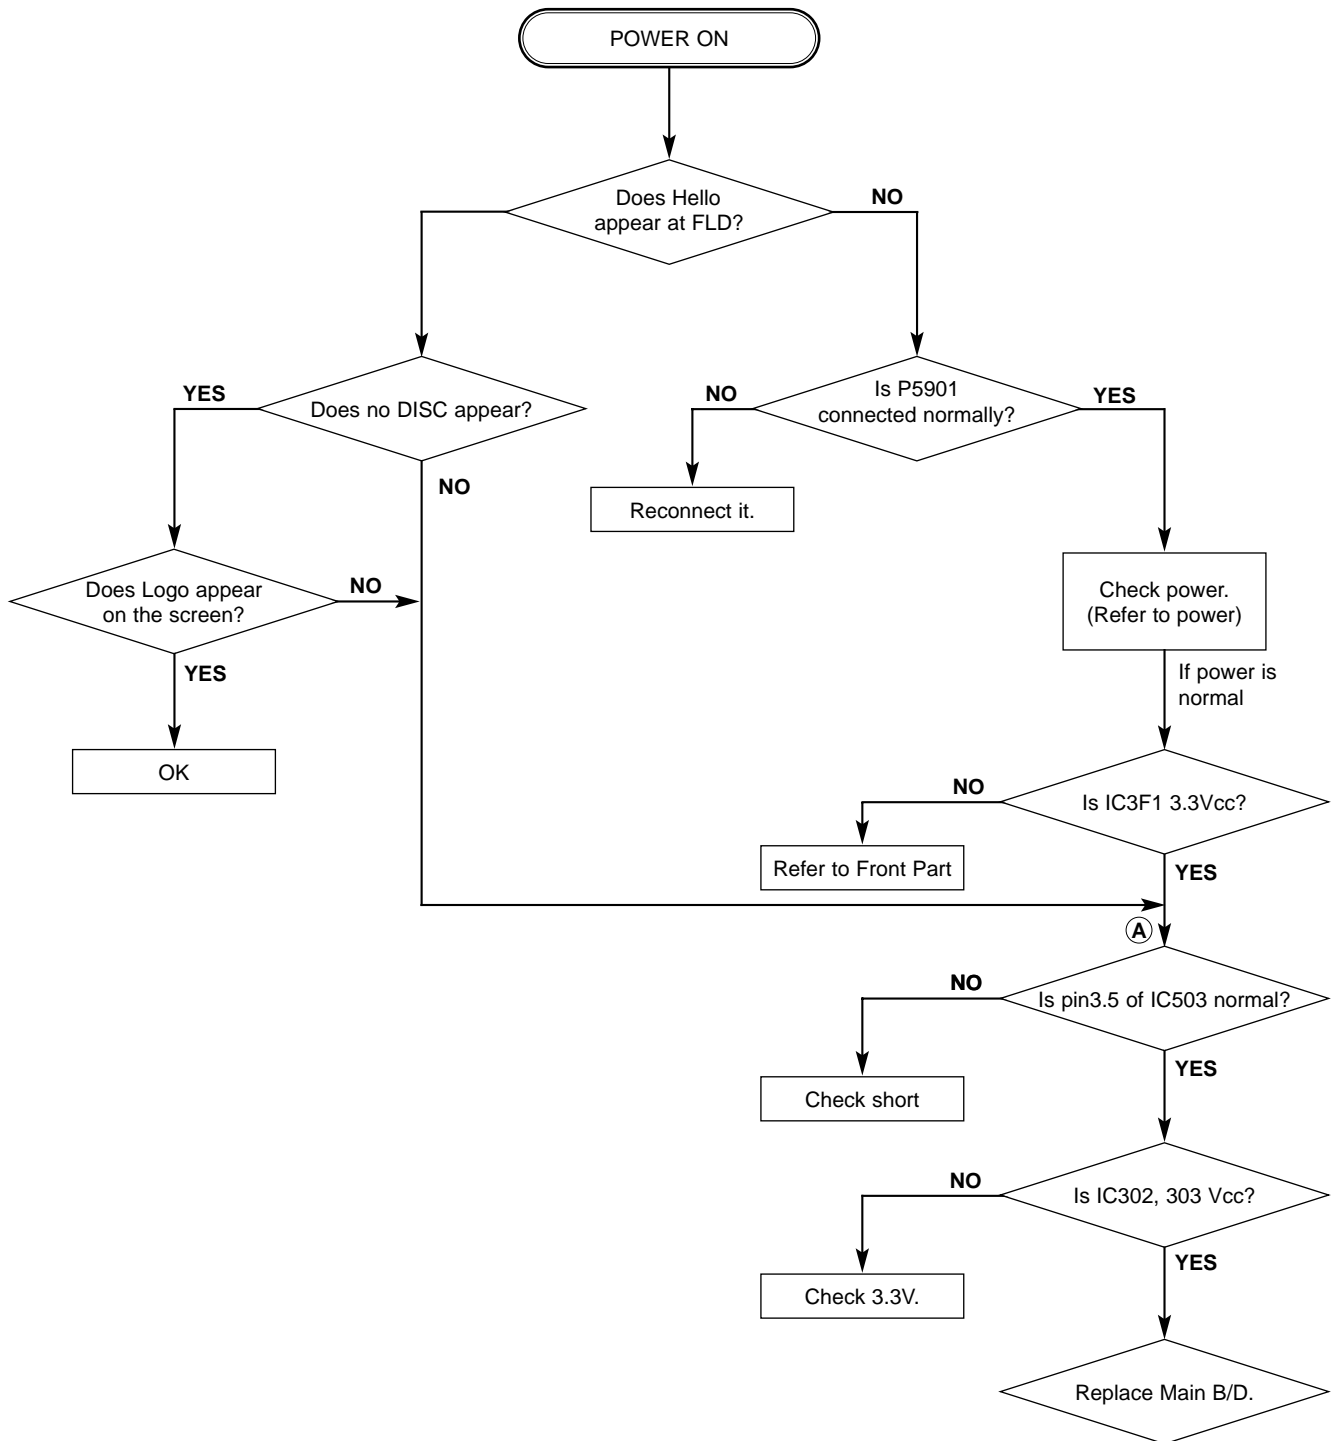 POWER ON
Does Hello
appear at FLD?
NO
Does no DISC appear?
YES
NO
Is P5901
connected normally?
NO
YES
Reconnect it.
Does Logo appear
on the screen?
NO
YES
OK
Check power.
(Refer to power)
If power is
normal
Is IC3F1 3.3Vcc?
NO
Refer to Front Part
YES
A
Is pin3.5 of IC503 normal?
NO
Check short
YES
Is IC302, 303 Vcc?
NO
Check 3.3V.
YES
Replace Main B/D.